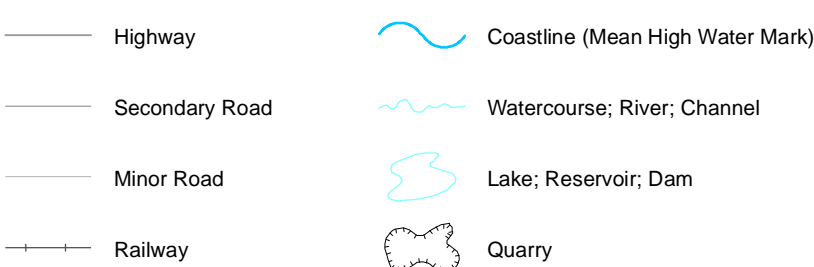 Highway
Coastline (Mean High Water Mark)
Secondary Road
Watercourse; River; Channel
Minor Road
Lake; Reservoir; Dam
Railway
Quarry